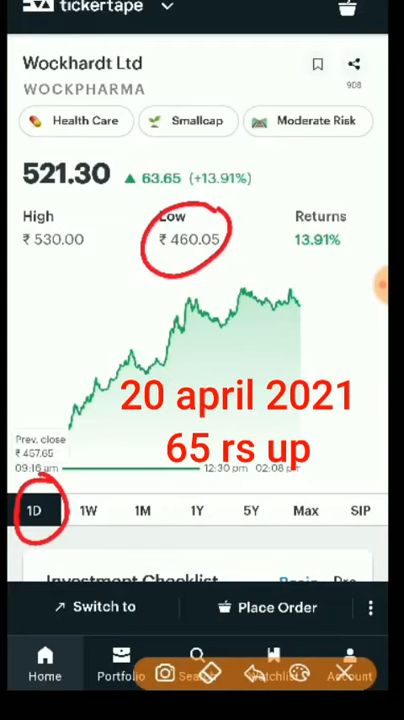 tickertape
Wockhardt Ltd
WOCKPHARMA
908
Health Care
Smallcap
Moderate Risk
521.30 ▲ 63.65 (+13.91%)
High Low Returns
₹ 530.00 ₹ 460.05 13.91%
20 april 2021
65 rs up
Prev. close
₹ 457.65
09:16 am 12:30 pm 02:08 pm
1D 1W 1M 1Y 5Y Max SIP
Investment Checklist
Switch to Place Order
Home Portfolio Search Watchlist Account